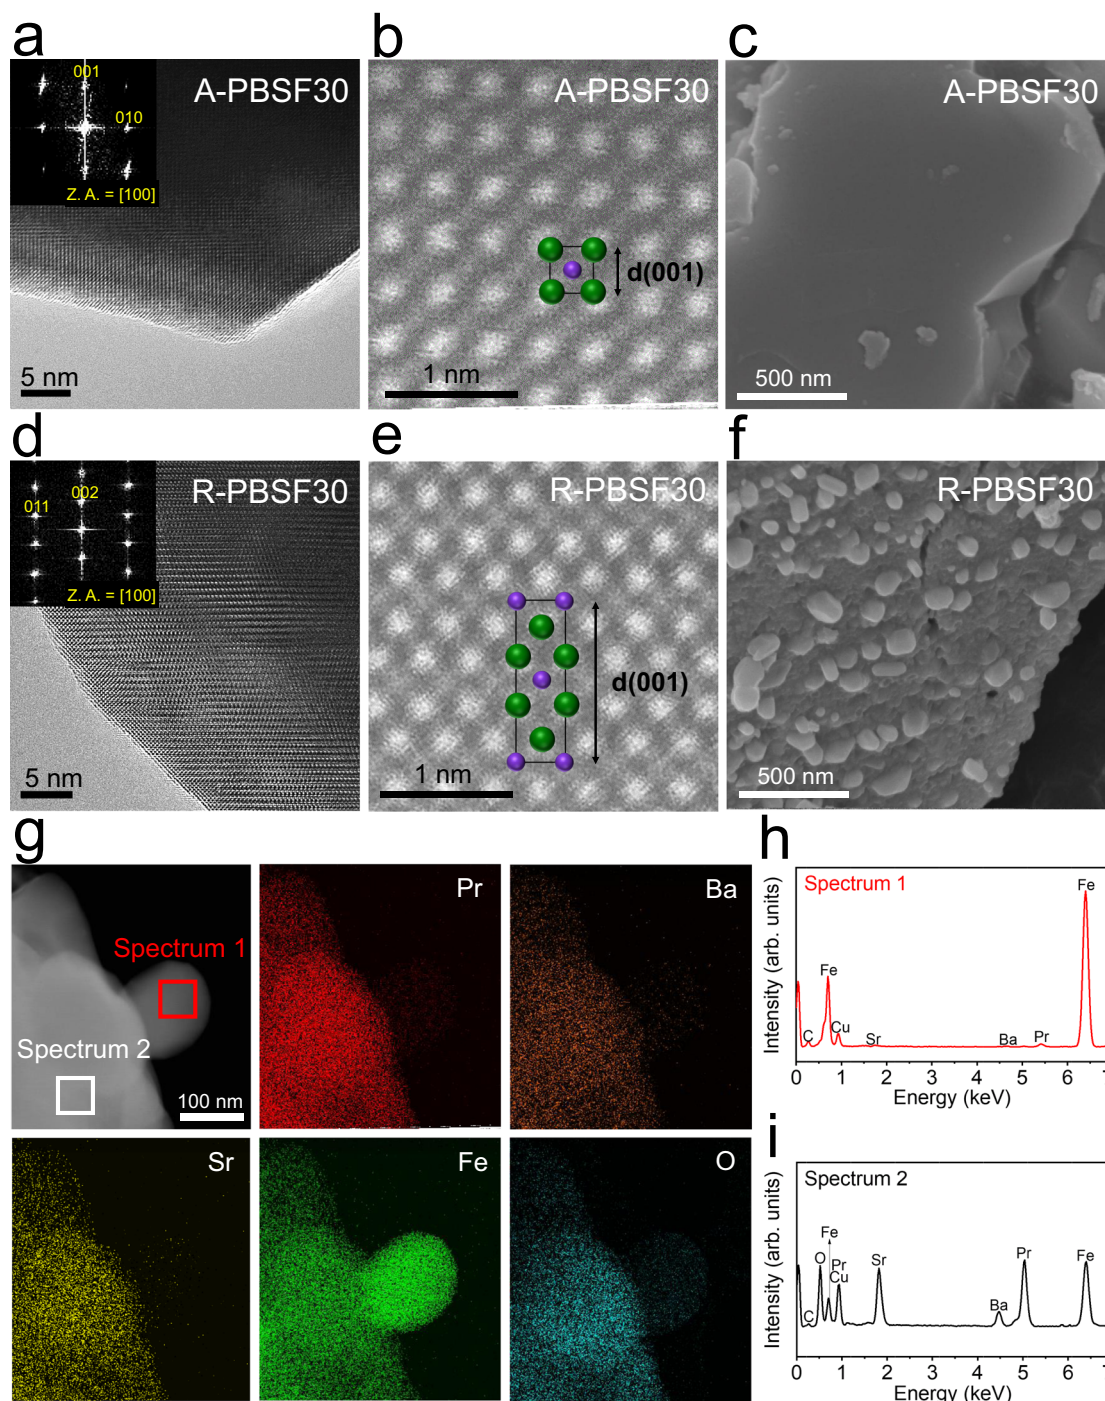 a
001
010
Z. A. = [100]
A-PBSF30
5 nm
b
A-PBSF30
d(001)
1 nm
c
A-PBSF30
500 nm
d
002
011
Z. A. = [100]
R-PBSF30
5 nm
e
R-PBSF30
d(001)
1 nm
f
R-PBSF30
500 nm
g
Spectrum 1
Spectrum 2
100 nm
Pr
Ba
Sr
Fe
O
h
Spectrum 1
Intensity (arb. units)
C
Fe
Cu
Sr
Ba
Pr
Fe
0 1 2 3 4 5 6
Energy (keV)
i
Spectrum 2
Intensity (arb. units)
C
O
Fe
Pr
Cu
Sr
Ba
Pr
Fe
0 1 2 3 4 5 6
Energy (keV)